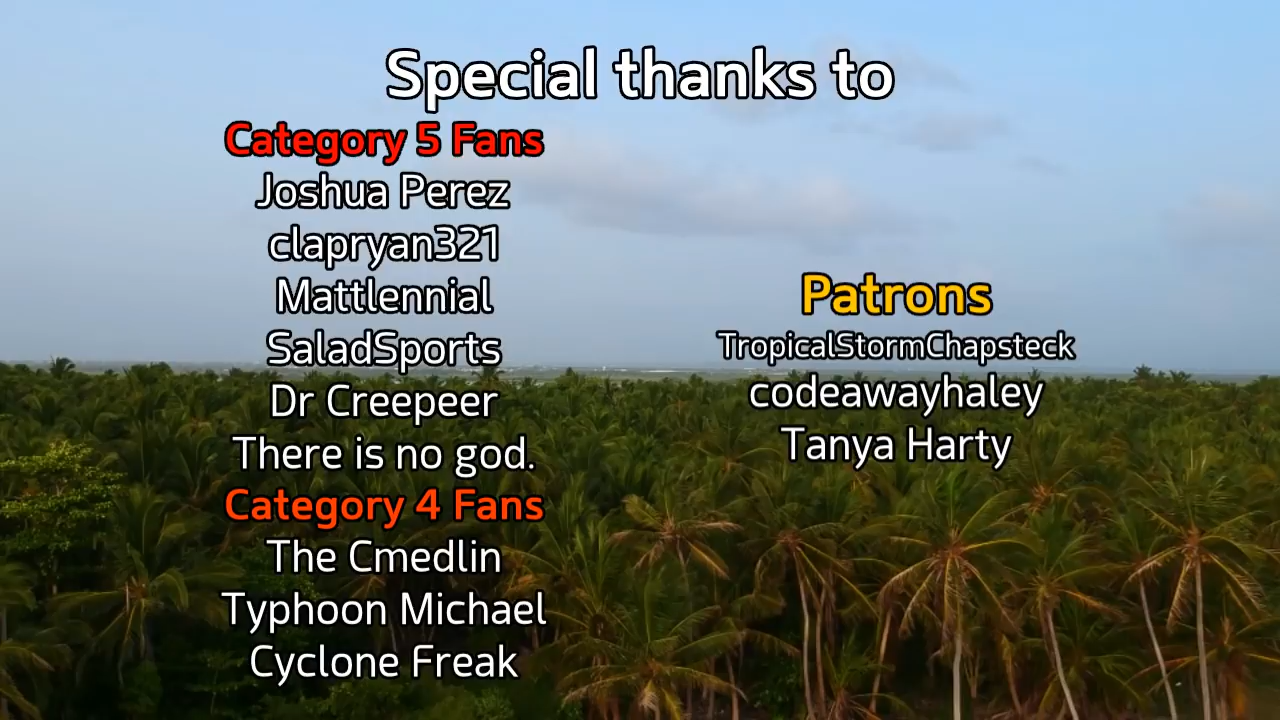 Special thanks to
Category 5 Fans
Joshua Perez
clapryan321
Mattlennial
SaladSports
Dr Creepeer
There is no god.
Category 4 Fans
The Cmedlin
Typhoon Michael
Cyclone Freak
Patrons
TropicalStormChapsteck
codeawayhaley
Tanya Harty